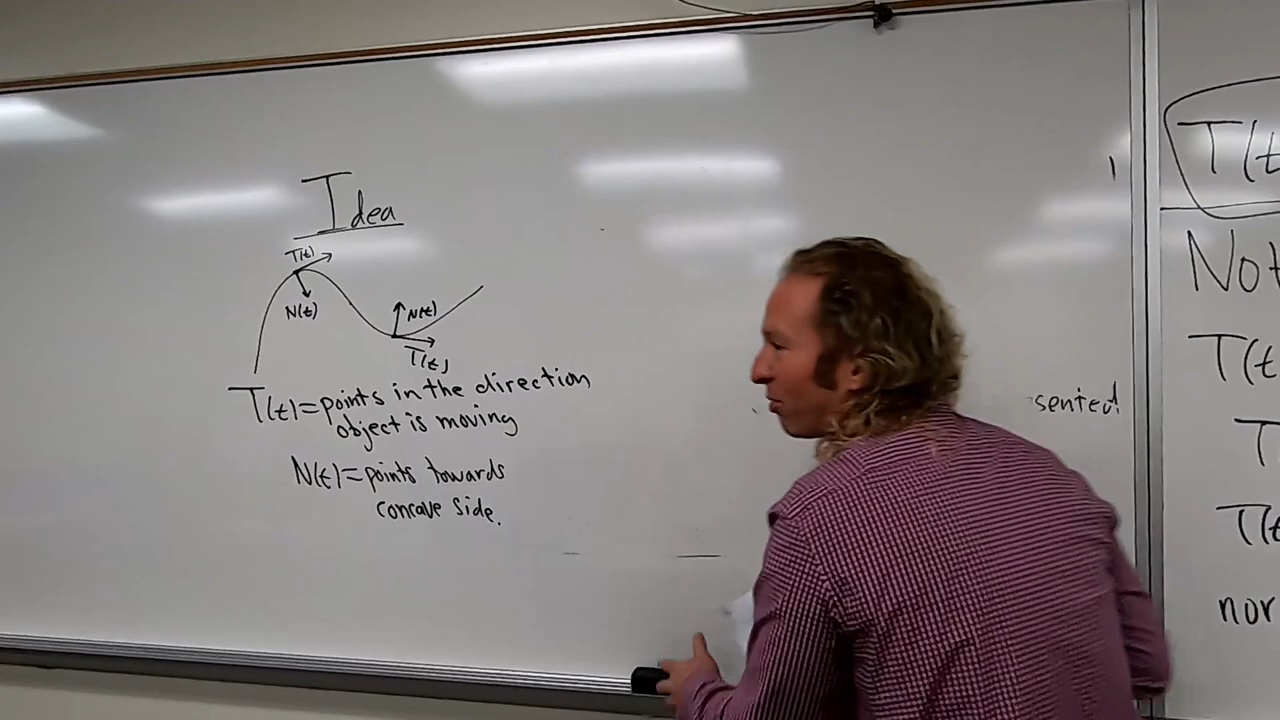 Idea
T(t)
N(t)
N(t)
T(t)
T(t)=points in the direction
object is moving
N(t)=points towards
concave side.
sented!
T(t
Not
T(t
T
T(t
nor